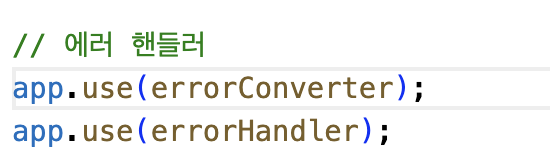 // 에러 핸들러
app.use(errorConverter);
app.use(errorHandler);